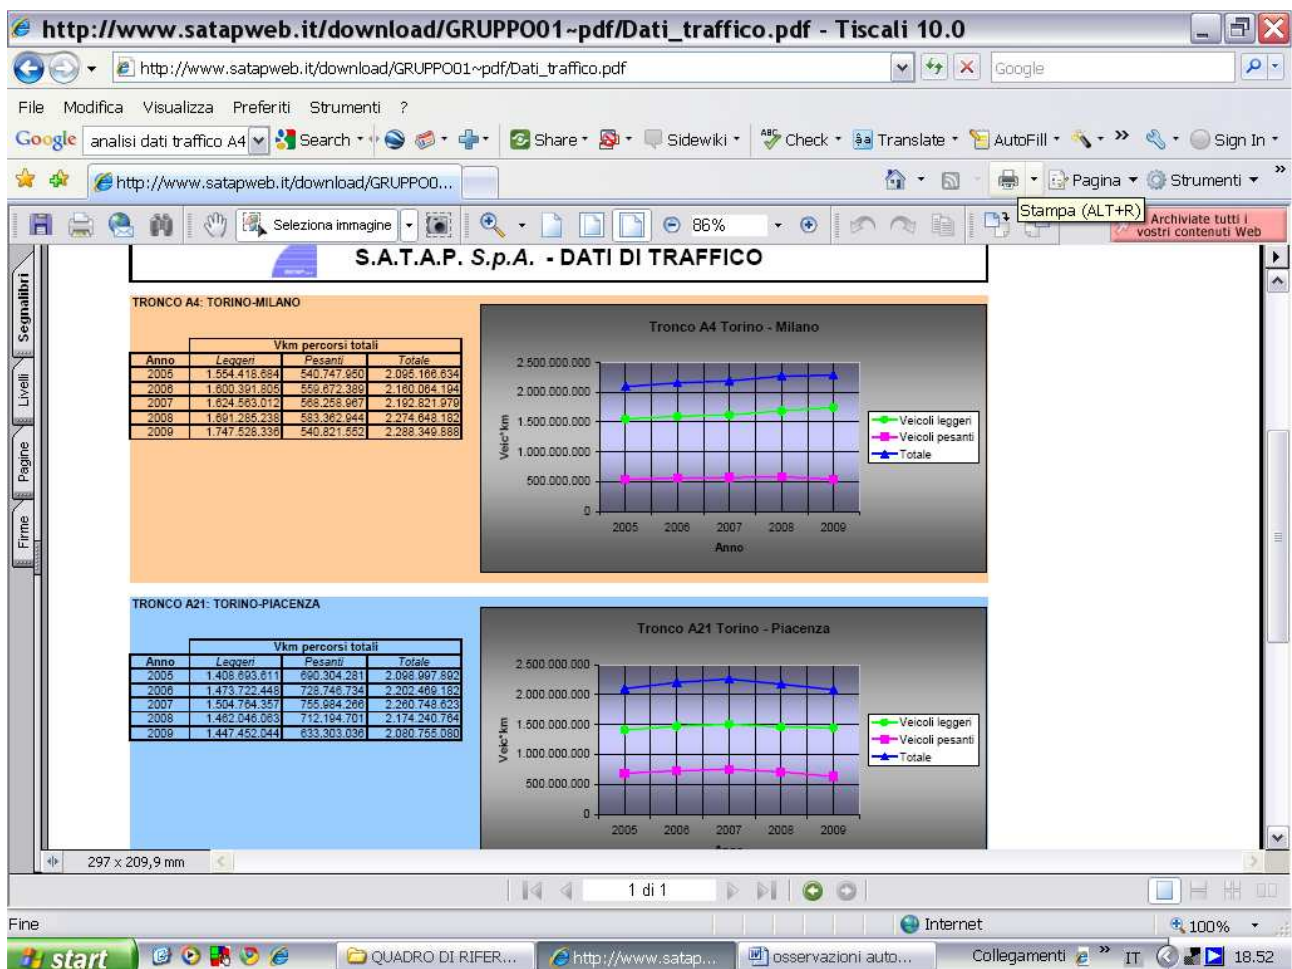 http://www.satapweb.it/download/GRUPPO01~pdf/Dati_traffico.pdf - Tiscali 10.0
http://www.satapweb.it/download/GRUPPO01~pdf/Dati_traffico.pdf
Google
File Modifica Visualizza Preferiti Strumenti ?
Google analisi dati traffico A4 Search Share Sidewiki Check Translate AutoFill » Sign In
http://www.satapweb.it/download/GRUPPO0... Pagina Strumenti »
Stampa (ALT+R)
Seleziona immagine 86% Archiviate tutti i
vostri contenuti Web
Segnalibri
Livelli
Pagine
Firme
S.A.T.A.P. S.p.A. - DATI DI TRAFFICO
TRONCO A4: TORINO-MILANO
Vkm percorsi totali
Anno Leggeri Pesanti Totale
2005 1.554.418.684 540.747.950 2.095.166.634
2006 1.600.391.805 559.672.389 2.160.064.194
2007 1.624.563.012 568.258.967 2.192.821.979
2008 1.691.285.238 583.362.944 2.274.648.182
2009 1.747.528.336 540.821.552 2.288.349.888
Tronco A4 Torino - Milano
2.500.000.000
2.000.000.000
1.500.000.000
1.000.000.000
500.000.000
0
Veic*km
2005 2006 2007 2008 2009
Anno
Veicoli leggeri
Veicoli pesanti
Totale
TRONCO A21: TORINO-PIACENZA
Vkm percorsi totali
Anno Leggeri Pesanti Totale
2005 1.408.693.611 690.304.281 2.098.997.892
2006 1.473.722.448 728.746.734 2.202.469.182
2007 1.504.764.357 755.984.266 2.260.748.623
2008 1.462.046.063 712.194.701 2.174.240.764
2009 1.447.452.044 633.303.036 2.080.755.080
Tronco A21 Torino - Piacenza
2.500.000.000
2.000.000.000
1.500.000.000
1.000.000.000
500.000.000
0
Veic*km
2005 2006 2007 2008 2009
Veicoli leggeri
Veicoli pesanti
Totale
297 x 209,9 mm
1 di 1
Fine Internet 100%
start QUADRO DI RIFER... http://www.satap... osservazioni auto... Collegamenti » IT 18.52